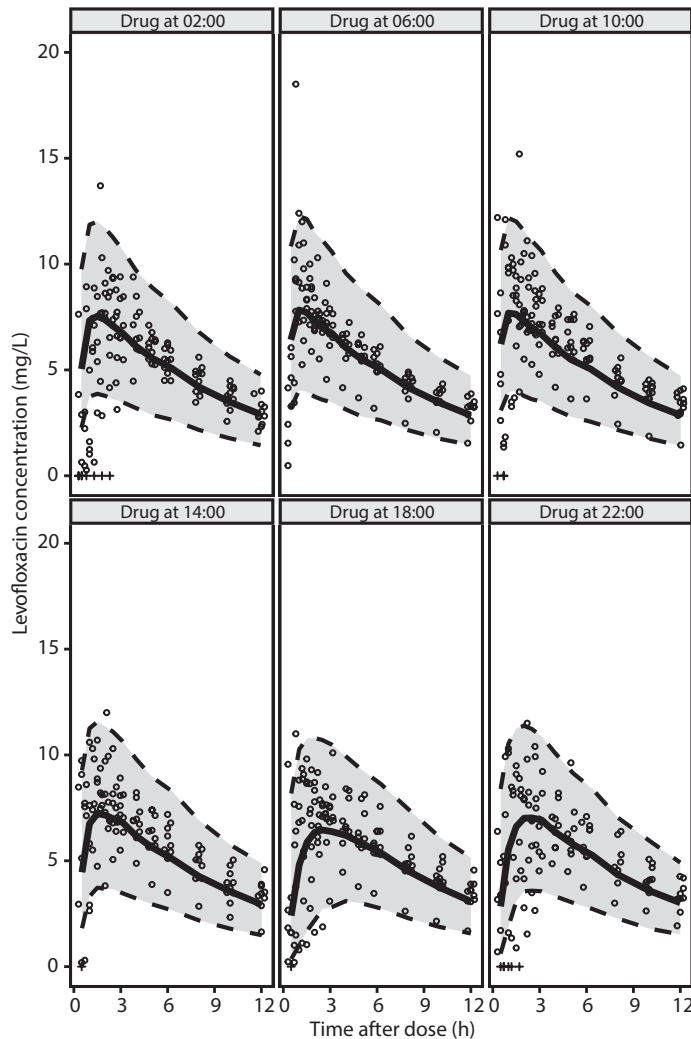 Drug at 02:00 Drug at 06:00 Drug at 10:00
20
15
10
5
0
Levofloxacin concentration (mg/L)
Drug at 14:00 Drug at 18:00 Drug at 22:00
20
15
10
5
0
0 3 6 9 12 0 3 6 9 12 0 3 6 9 12
Time after dose (h)